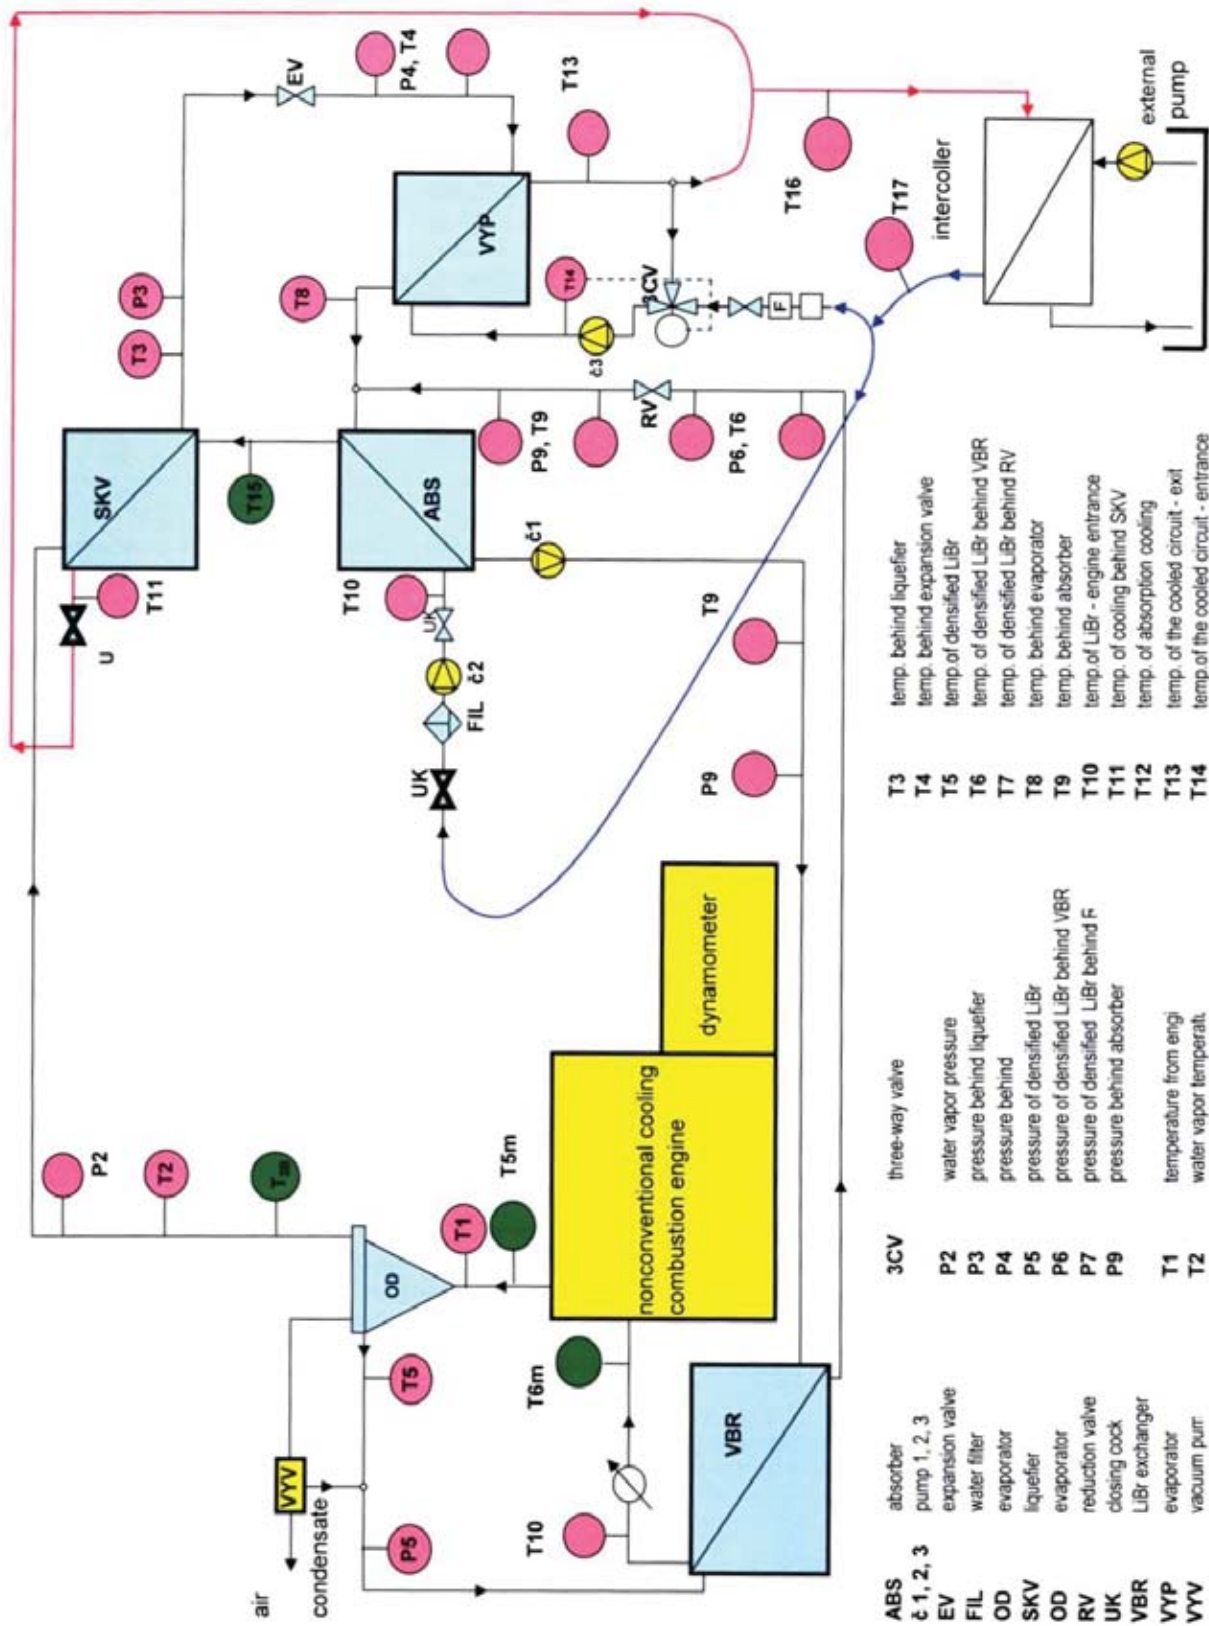 EV
P4, T4
T13
P3
T3
T8
VYP
T14
3CV
F
č3
T16
T17
intercoller
external
pump
SKV
T15
T11
U
ABS
T10
UK
č2
FIL
UK
č1
RV
P9, T9
P6, T6
T9
P9
P2
T2
OD
T1
T5m
nonconventional cooling
combustion engine
dynamometer
VYV
air
condensate
T5
P5
T6m
T10
VBR
ABS absorber
č 1, 2, 3 pump 1, 2, 3
EV expansion valve
FIL water filter
OD evaporator
SKV liquefier
OD evaporator
RV reduction valve
UK closing cock
VBR LiBr exchanger
VYP evaporator
VYV vacuum pum
3CV three-way valve
P2 water vapor pressure
P3 pressure behind liquefier
P4 pressure behind
P5 pressure of densified LiBr
P6 pressure of densified LiBr behind VBR
P7 pressure of densified LiBr behind F
P9 pressure behind absorber
T1 temperature from engi
T2 water vapor temperatu
T3 temp. behind liquefier
T4 temp. behind expansion valve
T5 temp.of densified LiBr
T6 temp. of densified LiBr behind VBR
T7 temp. of densified LiBr behind RV
T8 temp. behind evaporator
T9 temp. behind absorber
T10 temp.of LiBr - engine entrance
T11 temp. of cooling behind SKV
T12 temp. of absorption cooling
T13 temp. of the cooled circuit - exit
T14 temp.of the cooled circuit - entrance